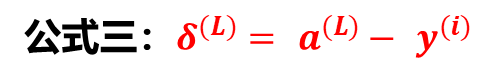 公式三：δ^(L) = a^(L) − y^(i)